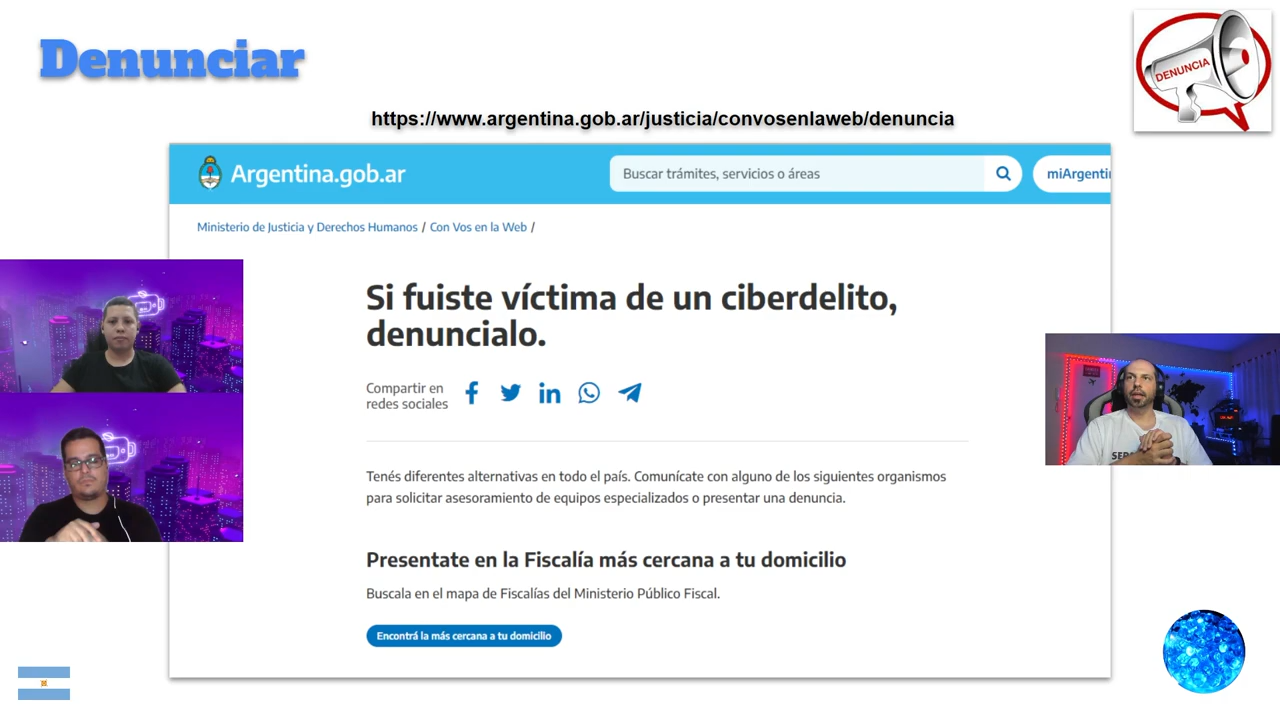 Denunciar
DENUNCIA
https://www.argentina.gob.ar/justicia/convosenlaweb/denuncia
Argentina.gob.ar
Buscar trámites, servicios o áreas
Ministerio de Justicia y Derechos Humanos / Con Vos en la Web /
Si fuiste víctima de un ciberdelito,
denuncialo.
Compartir en
redes sociales
Tenés diferentes alternativas en todo el país. Comunícate con alguno de los siguientes organismos
para solicitar asesoramiento de equipos especializados o presentar una denuncia.
Presentate en la Fiscalía más cercana a tu domicilio
Buscala en el mapa de Fiscalías del Ministerio Público Fiscal.
Encontrá la más cercana a tu domicilio